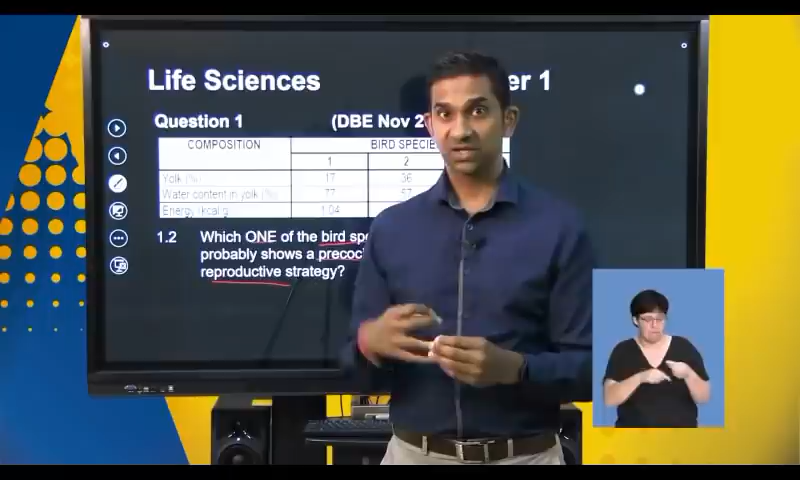 Life Sciences er 1
Question 1 (DBE Nov 2
COMPOSITION BIRD SPECIE
1 2
Yolk (%) 17 36
Water content in yolk (%) 77 57
Energy (kcal/g 1.04
1.2 Which ONE of the bird spe
probably shows a precoc
reproductive strategy?